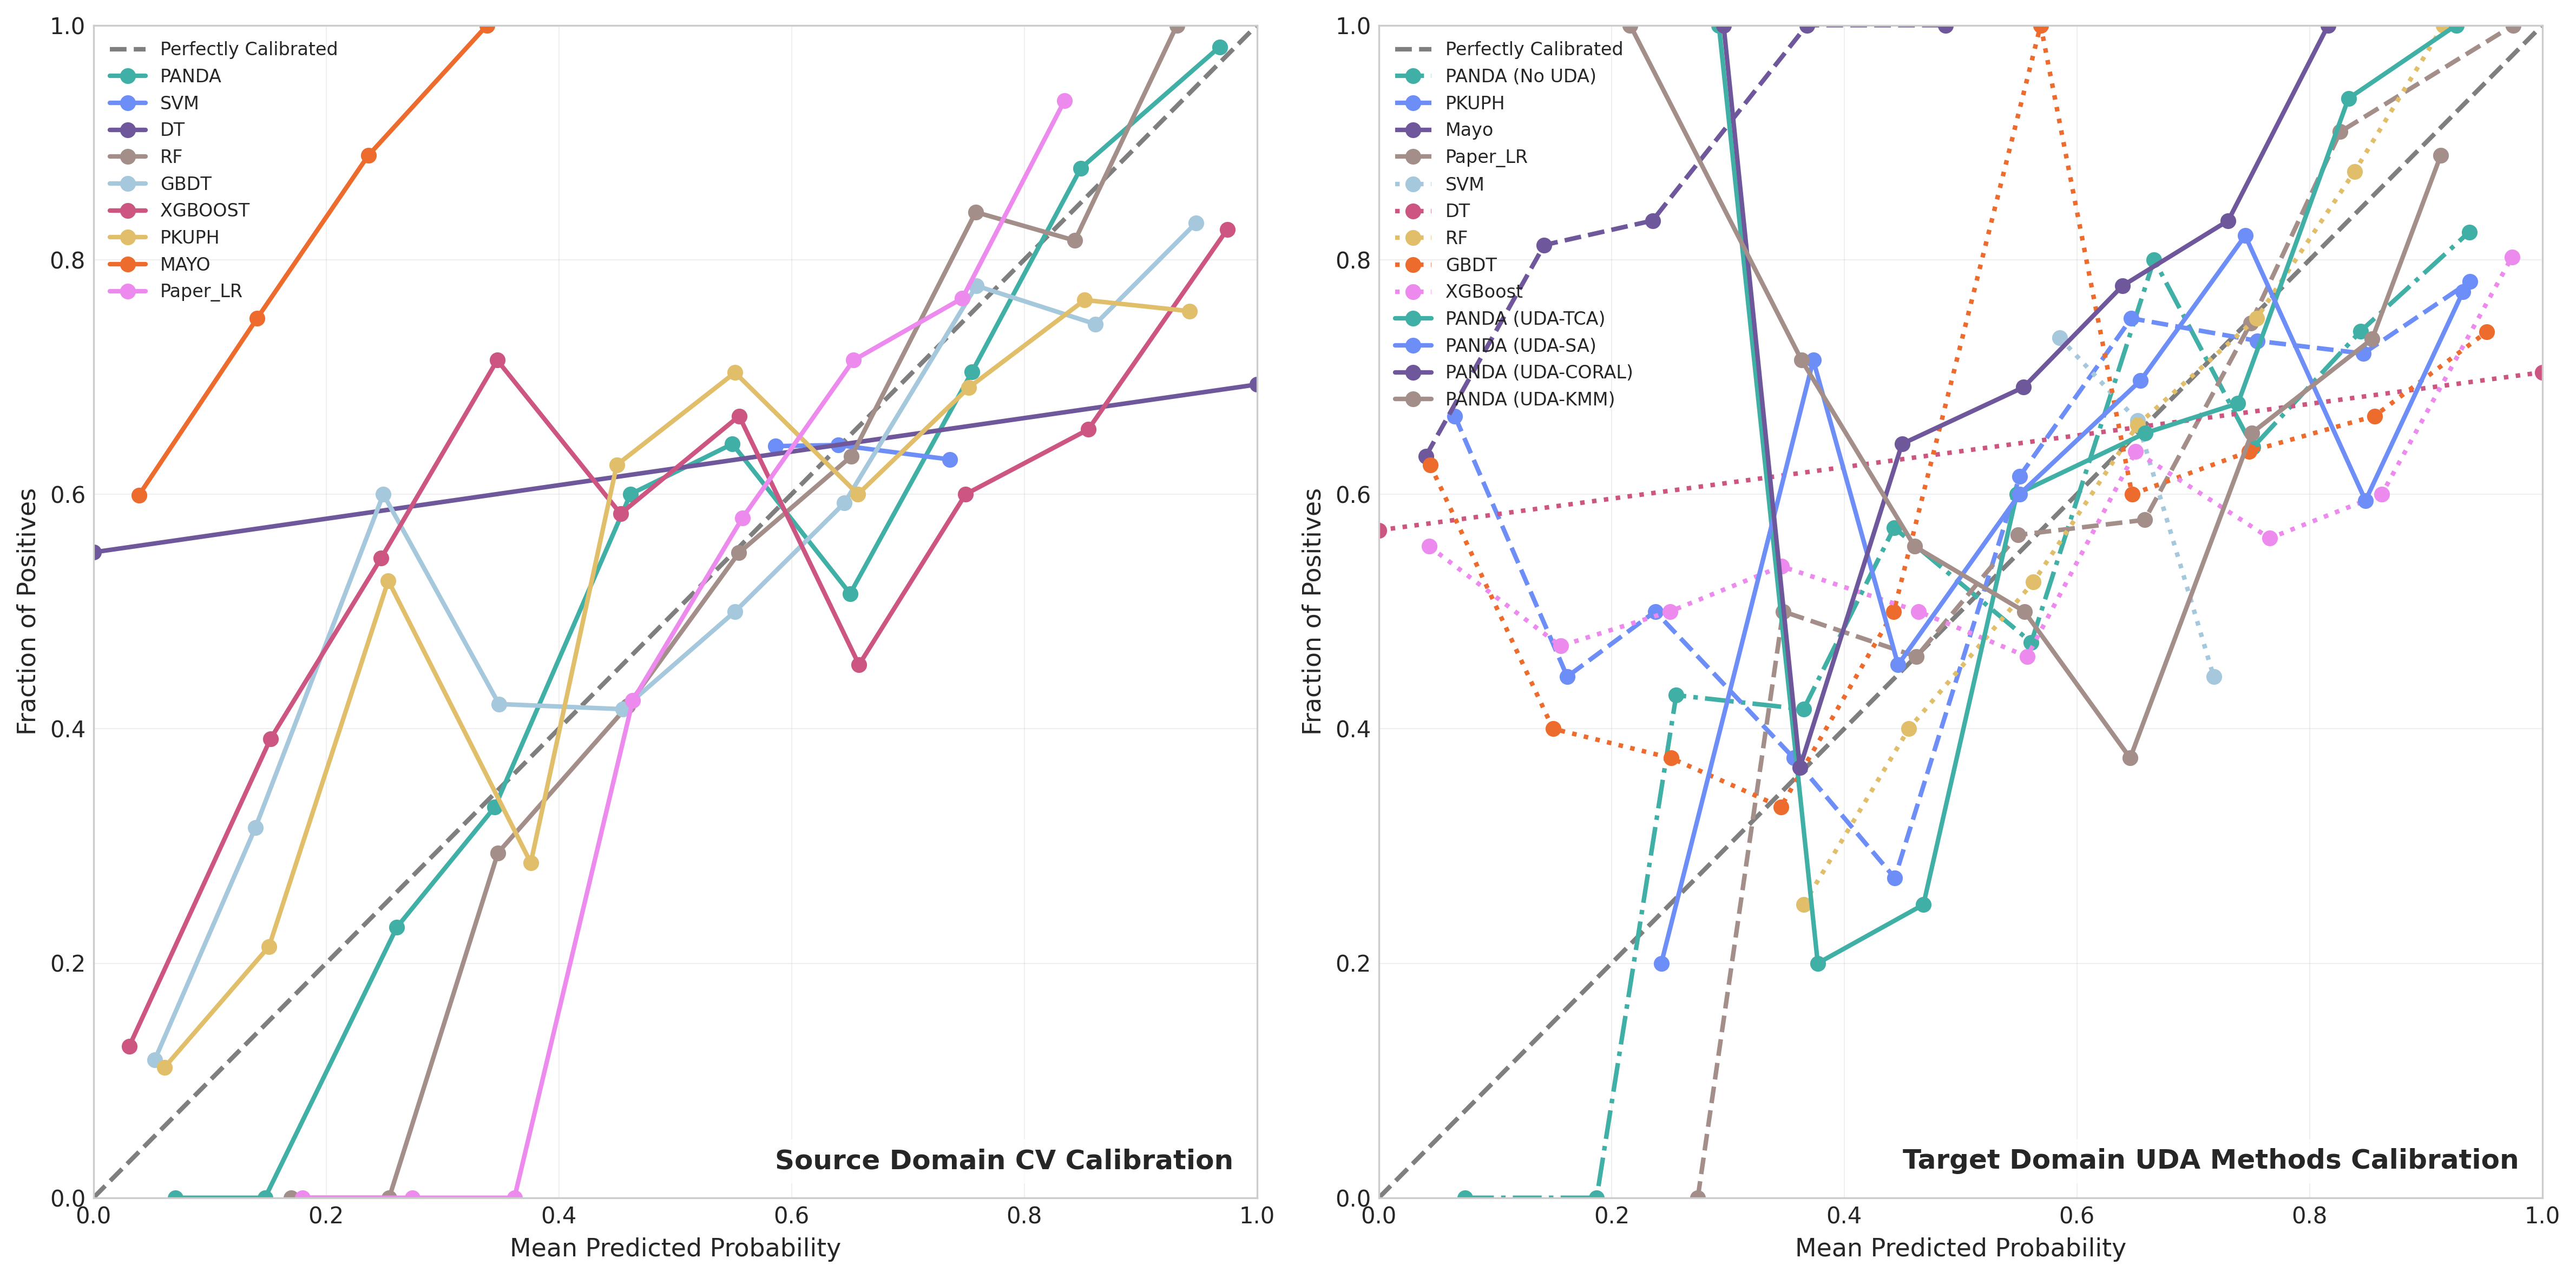 1.0
0.8
0.6
0.4
0.2
0.0
Fraction of Positives
Perfectly Calibrated
PANDA
SVM
DT
RF
GBDT
XGBOOST
PKUPH
MAYO
Paper_LR
Source Domain CV Calibration
0.0 0.2 0.4 0.6 0.8 1.0
Mean Predicted Probability
1.0
0.8
0.6
0.4
0.2
0.0
Fraction of Positives
Perfectly Calibrated
PANDA (No UDA)
PKUPH
Mayo
Paper_LR
SVM
DT
RF
GBDT
XGBoost
PANDA (UDA-TCA)
PANDA (UDA-SA)
PANDA (UDA-CORAL)
PANDA (UDA-KMM)
Target Domain UDA Methods Calibration
0.0 0.2 0.4 0.6 0.8 1.0
Mean Predicted Probability